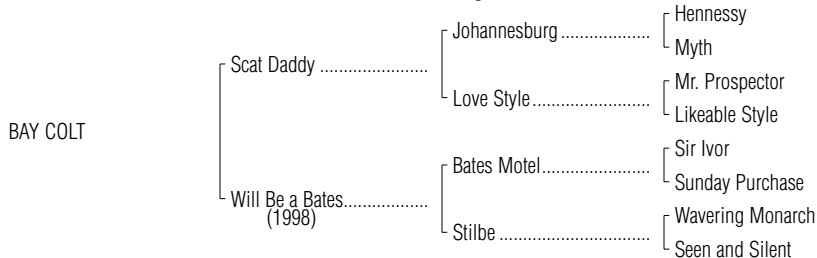 Hennessy
Johannesburg ...................
Myth
Scat Daddy .......................
Mr. Prospector
Love Style.........................
Likeable Style
BAY COLT
Sir Ivor
Bates Motel.......................
Sunday Purchase
Will Be a Bates..................
(1998)
Wavering Monarch
Stilbe ................................
Seen and Silent